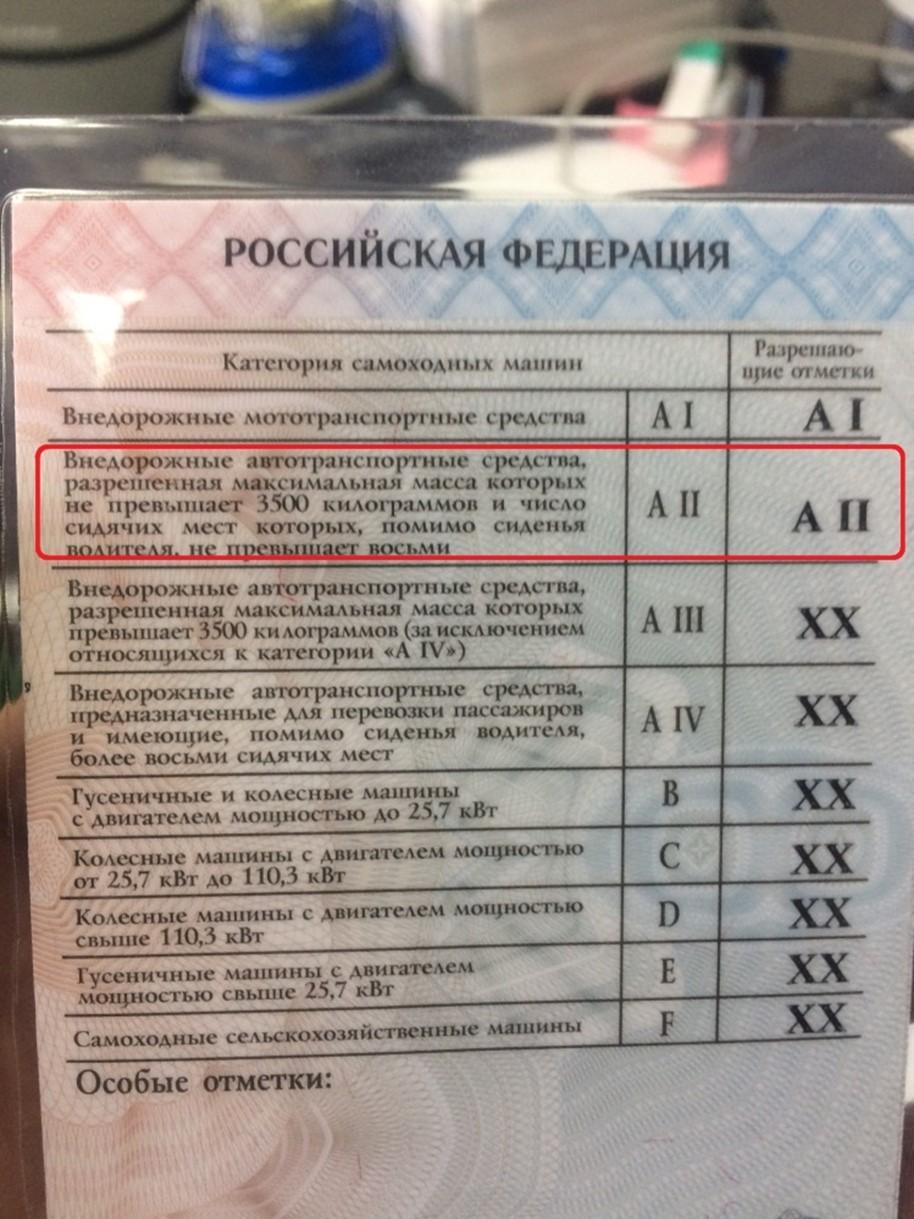 РОССИЙСКАЯ ФЕДЕРАЦИЯ
Категория самоходных машин
Разрешаю-
щие отметки
Внедорожные мототранспортные средства
А I
А I
Внедорожные автотранспортные средства,
разрешенная максимальная масса которых
не превышает 3500 килограммов и число
сидячих мест которых, помимо сиденья
водителя, не превышает восьми
А II
А II
Внедорожные автотранспортные средства,
разрешенная максимальная масса которых
превышает 3500 килограммов (за исключением
относящихся к категории «А IV»)
А III
XX
Внедорожные автотранспортные средства,
предназначенные для перевозки пассажиров
и имеющие, помимо сиденья водителя,
более восьми сидячих мест
А IV
XX
Гусеничные и колесные машины
с двигателем мощностью до 25,7 кВт
B
XX
Колесные машины с двигателем мощностью
от 25,7 кВт до 110,3 кВт
C
XX
Колесные машины с двигателем мощностью
свыше 110,3 кВт
D
XX
Гусеничные машины с двигателем
мощностью свыше 25,7 кВт
E
XX
Самоходные сельскохозяйственные машины
F
XX
Особые отметки: